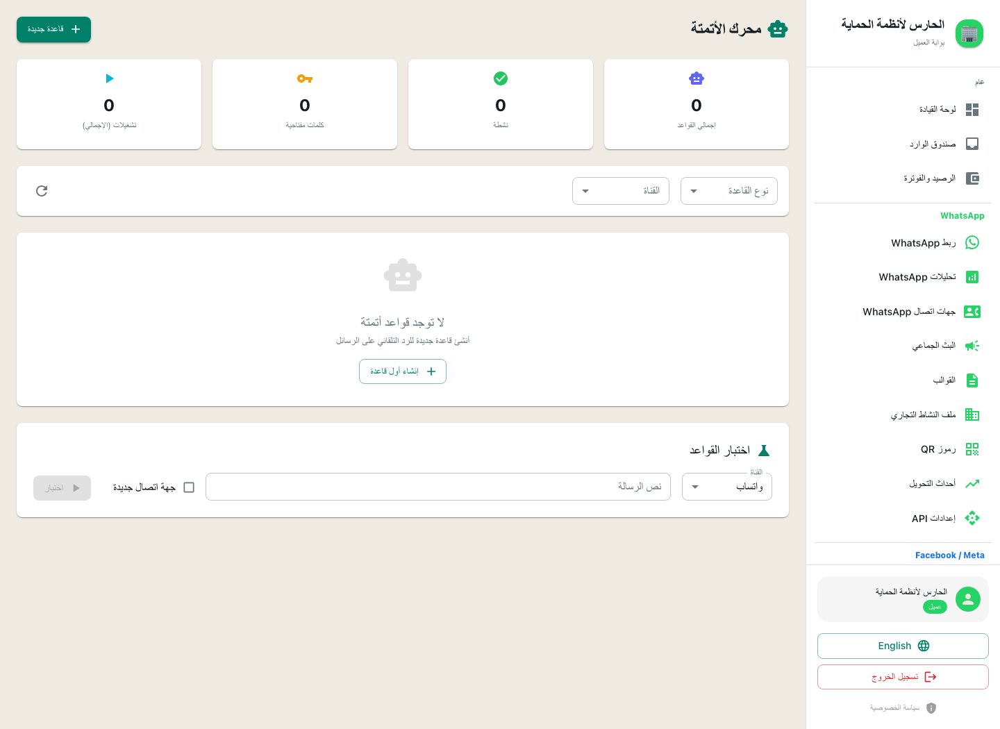 الحارس لأنظمة الحماية
بوابة العميل
عام
لوحة القيادة
صندوق الوارد
الرصيد والفوترة
WhatsApp
ربط WhatsApp
تحليلات WhatsApp
جهات اتصال WhatsApp
البث الجماعي
القوالب
ملف النشاط التجاري
رموز QR
أحداث التحويل
إعدادات API
Facebook / Meta
الحارس لأنظمة الحماية
عميل
English
تسجيل الخروج
سياسة الخصوصية
محرك الأتمتة
قاعدة جديدة
0
إجمالي القواعد
0
نشطة
0
كلمات مفتاحية
0
تشغيلات (الإجمالي)
نوع القاعدة
القناة
لا توجد قواعد أتمتة
أنشئ قاعدة جديدة للرد التلقائي على الرسائل
إنشاء أول قاعدة
اختبار القواعد
القناة
واتساب
نص الرسالة
جهة اتصال جديدة
اختبار